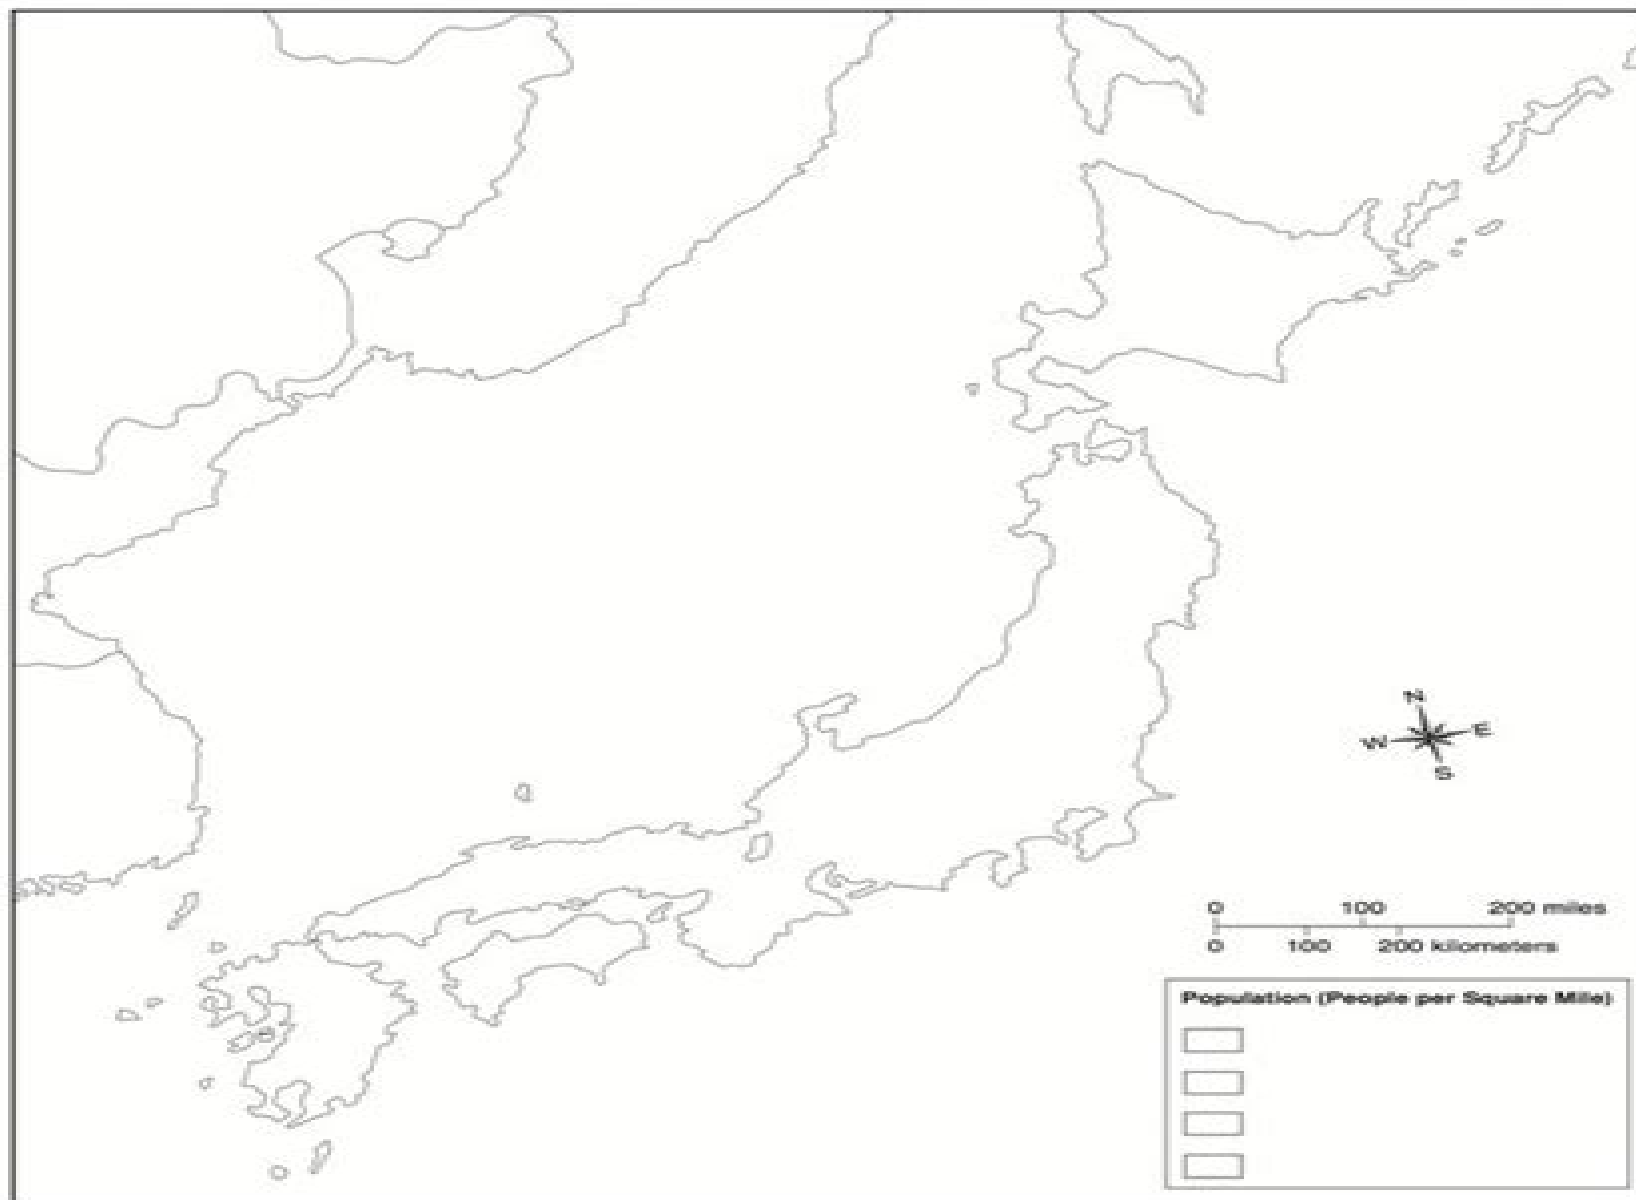 N
W E
S
0 100 200 miles
0 100 200 kilometers
Population (People per Square Mile)